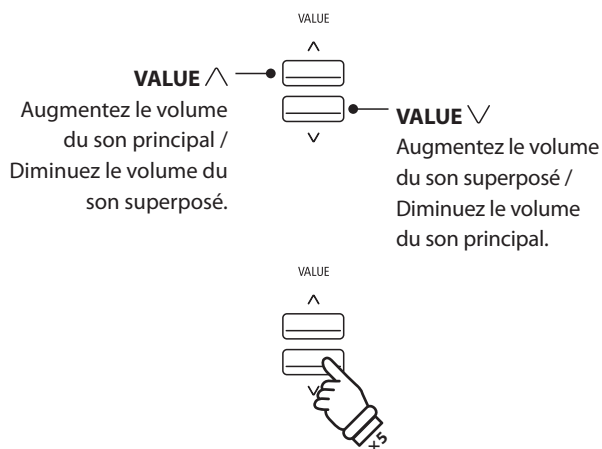 VALUE
VALUE ∧
Augmentez le volume
du son principal /
Diminuez le volume du
son superposé.
VALUE ∨
Augmentez le volume
du son superposé /
Diminuez le volume
du son principal.
VALUE
x5